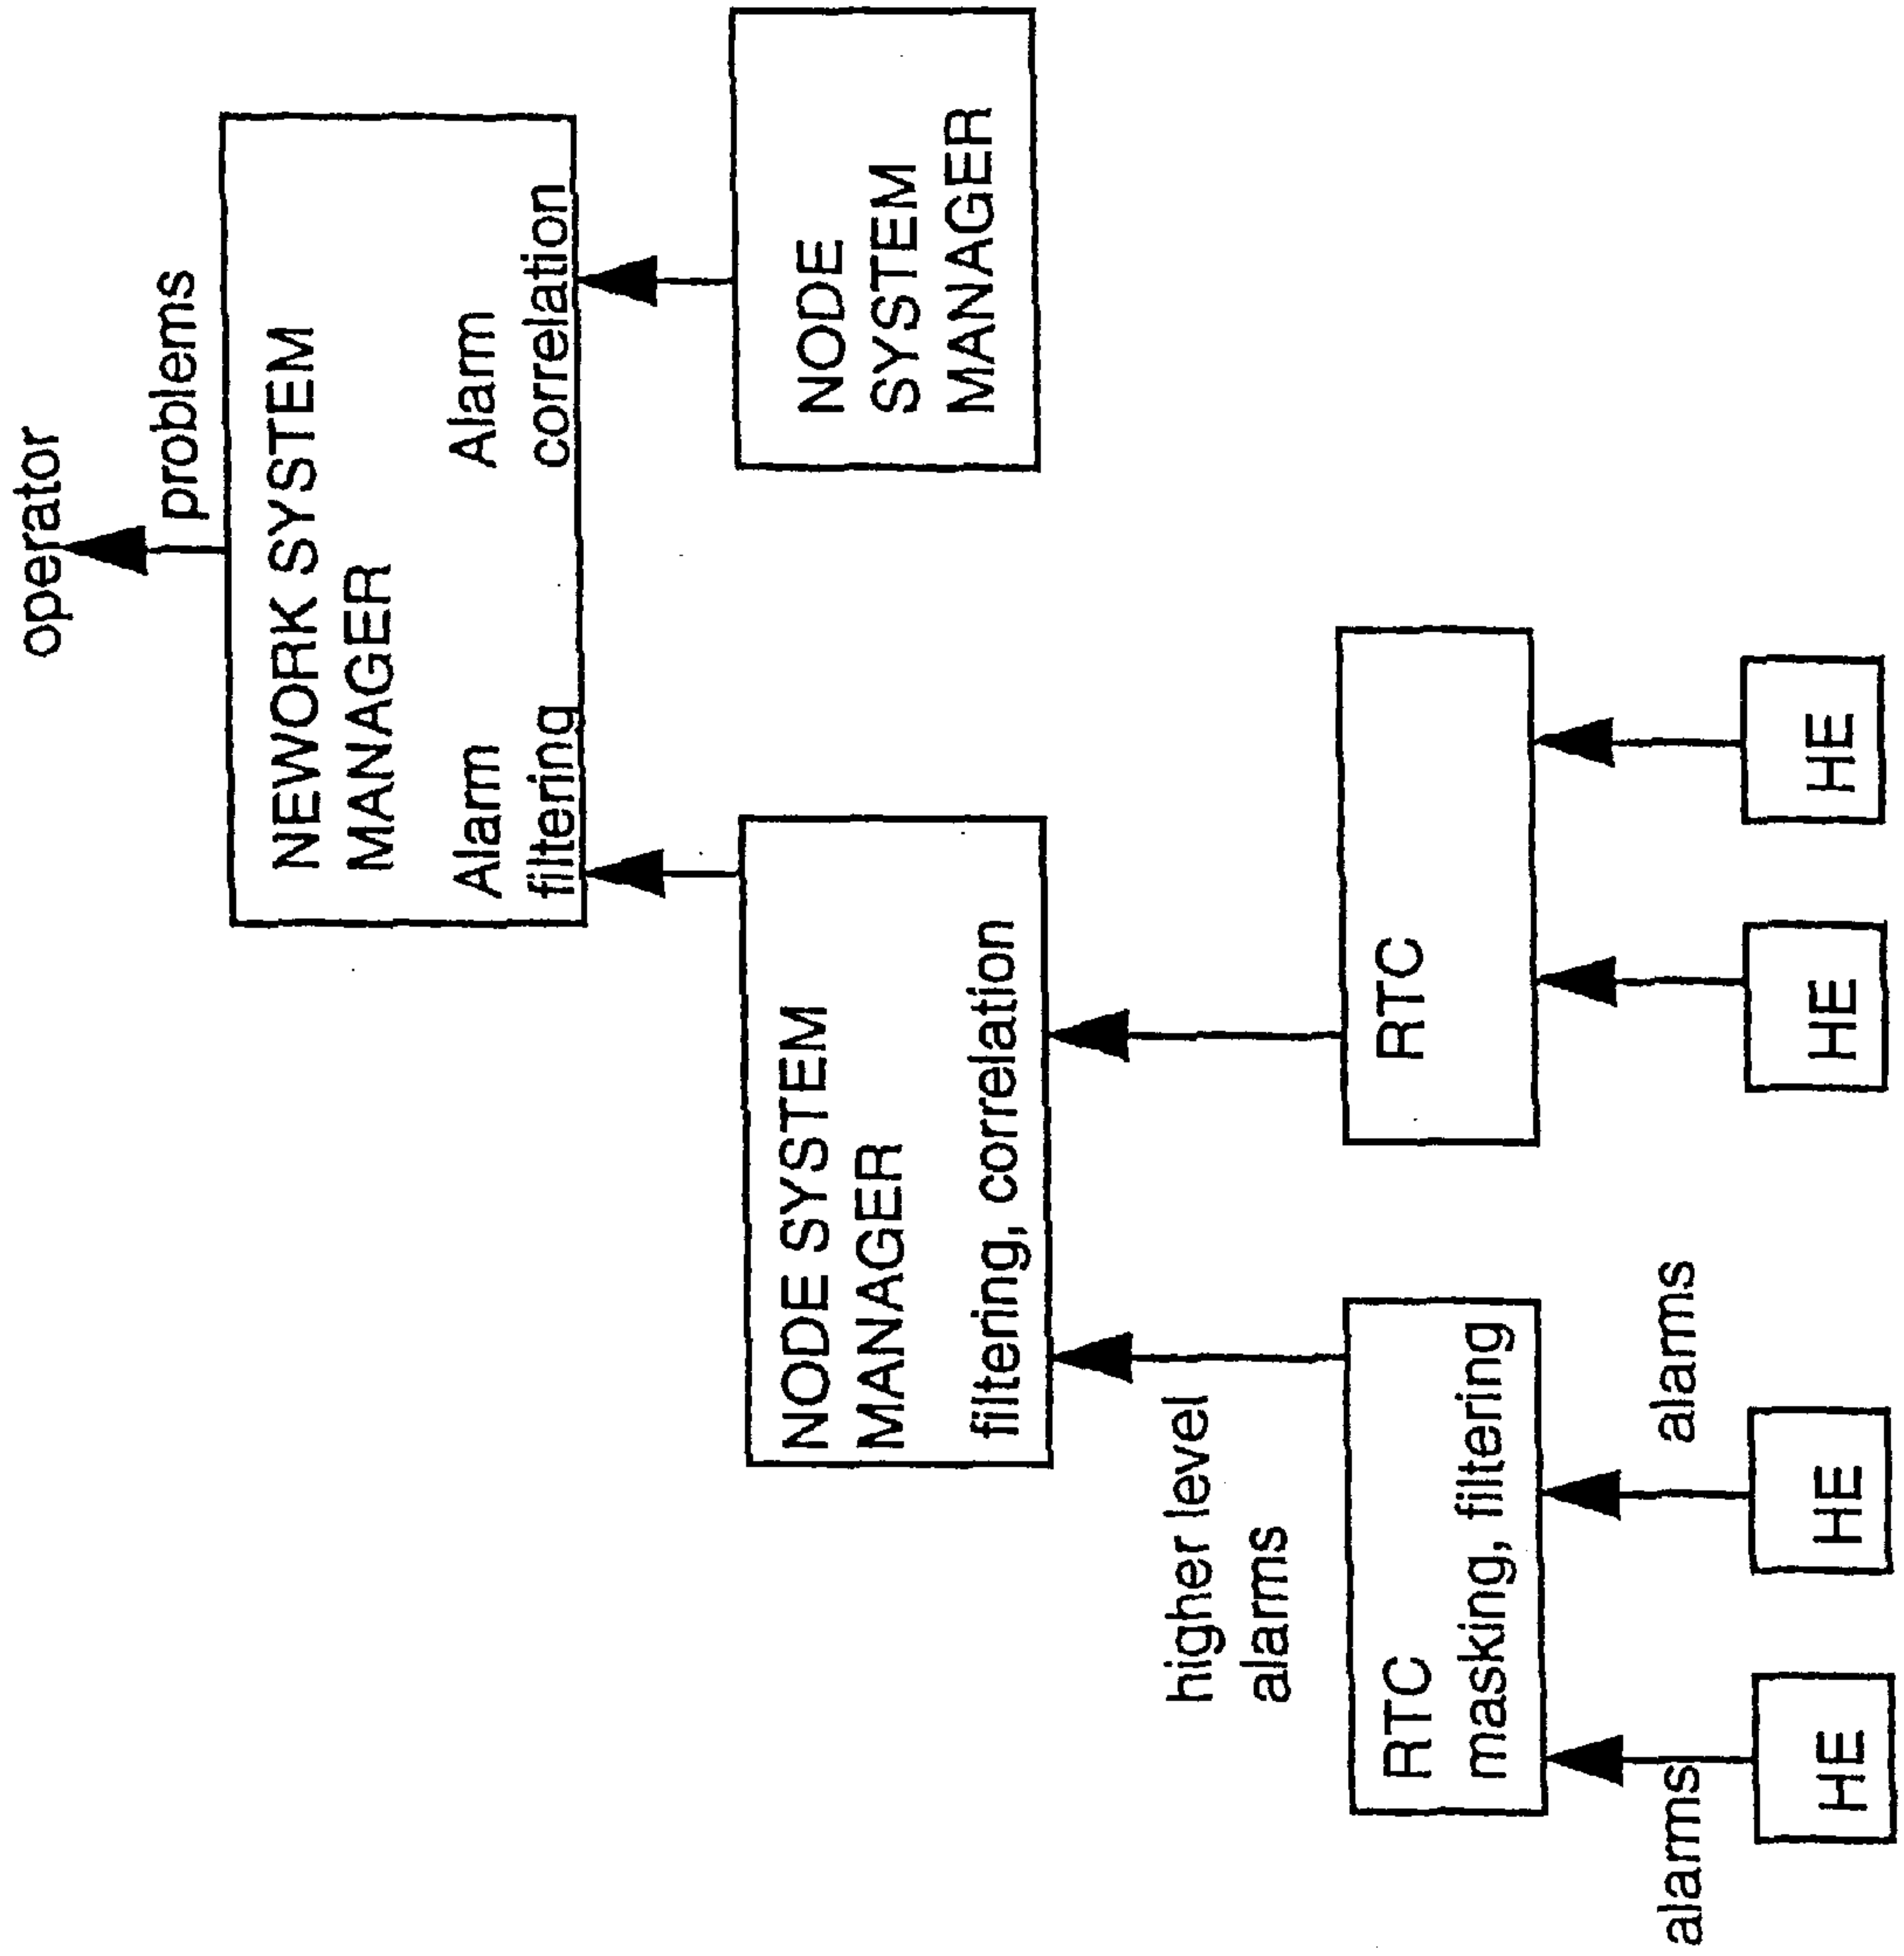 operator
problems
NEWORK SYSTEM
MANAGER
Alarm
filtering
Alarm
correlation
NODE SYSTEM
MANAGER
filtering, correlation
NODE
SYSTEM
MANAGER
higher level
alarms
RTC
masking, filtering
RTC
alarms
alarms
HE
HE
HE
HE